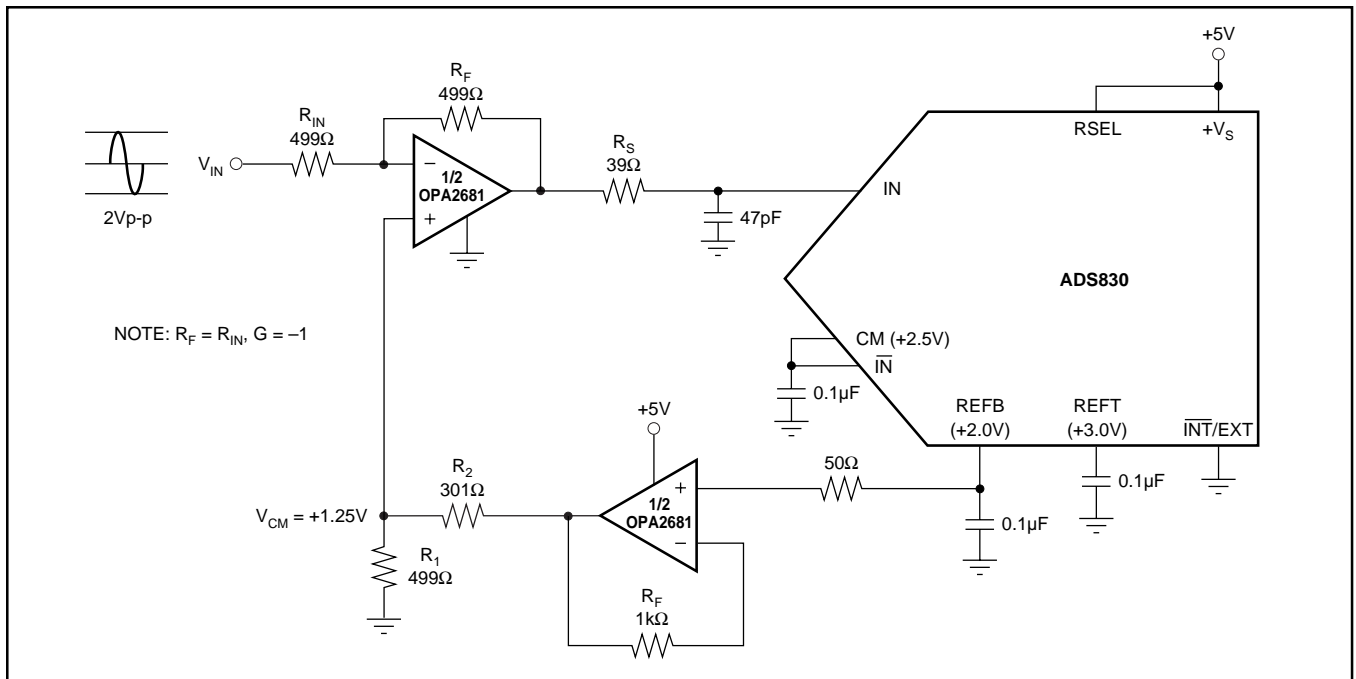 +5V
R_F
499Ω
R_IN
499Ω
V_IN
2Vp-p
−
1/2
OPA2681
+
R_S
39Ω
47pF
RSEL
+V_S
IN
ADS830
NOTE: R_F = R_IN, G = –1
CM (+2.5V)
I̅N̅
0.1µF
REFB
(+2.0V)
REFT
(+3.0V)
I̅N̅T̅/EXT
+5V
R_2
301Ω
V_CM = +1.25V
R_1
499Ω
+
1/2
OPA2681
−
50Ω
0.1µF
0.1µF
R_F
1kΩ